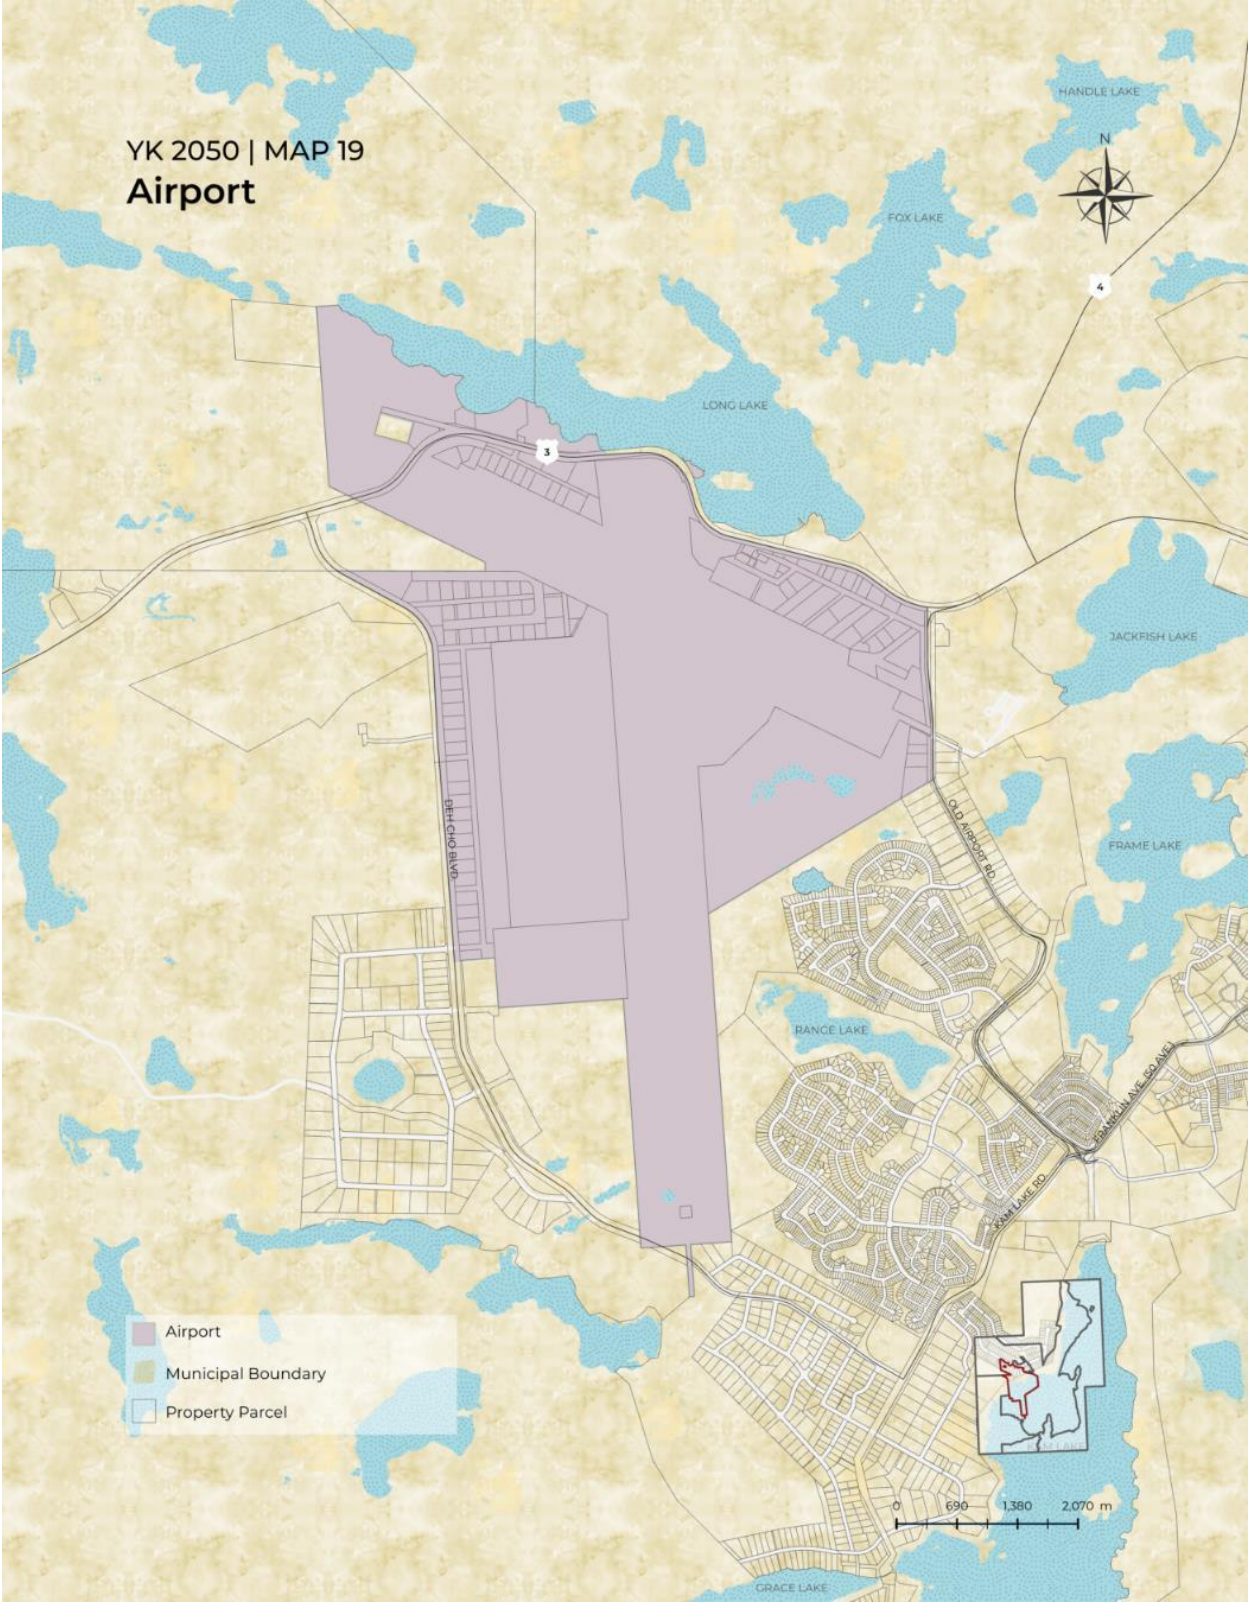 HANDLE LAKE
N
YK 2050 | MAP 19
Airport
FOX LAKE
4
LONG LAKE
3
JACKFISH LAKE
DEH CHO BLVD
OLD AIRPORT RD
FRAME LAKE
RANGE LAKE
FRANKLIN AVE (50 AVE)
KAM LAKE RD
Airport
Municipal Boundary
Property Parcel
KAM LAKE
0 690 1,380 2,070 m
GRACE LAKE